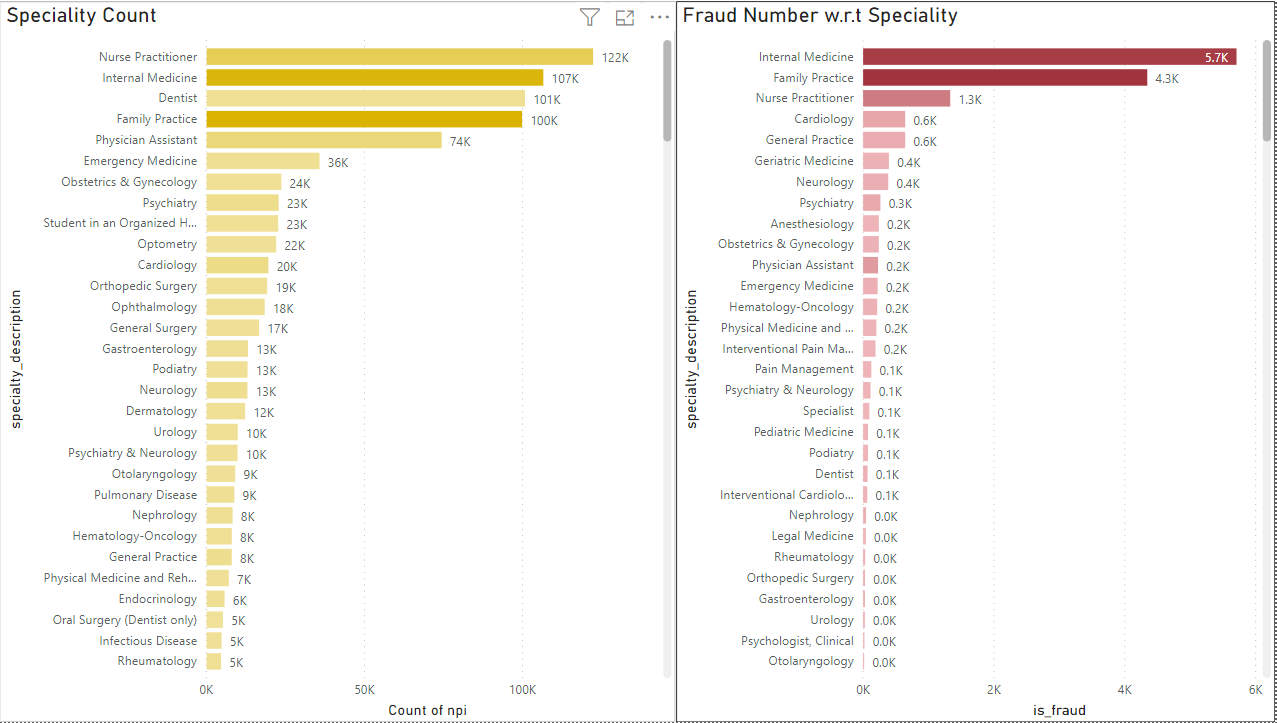 Speciality Count
specialty_description
Nurse Practitioner 122K
Internal Medicine 107K
Dentist 101K
Family Practice 100K
Physician Assistant 74K
Emergency Medicine 36K
Obstetrics & Gynecology 24K
Psychiatry 23K
Student in an Organized H... 23K
Optometry 22K
Cardiology 20K
Orthopedic Surgery 19K
Ophthalmology 18K
General Surgery 17K
Gastroenterology 13K
Podiatry 13K
Neurology 13K
Dermatology 12K
Urology 10K
Psychiatry & Neurology 10K
Otolaryngology 9K
Pulmonary Disease 9K
Nephrology 8K
Hematology-Oncology 8K
General Practice 8K
Physical Medicine and Reh... 7K
Endocrinology 6K
Oral Surgery (Dentist only) 5K
Infectious Disease 5K
Rheumatology 5K
0K 50K 100K
Count of npi
Fraud Number w.r.t Speciality
specialty_description
Internal Medicine 5.7K
Family Practice 4.3K
Nurse Practitioner 1.3K
Cardiology 0.6K
General Practice 0.6K
Geriatric Medicine 0.4K
Neurology 0.4K
Psychiatry 0.3K
Anesthesiology 0.2K
Obstetrics & Gynecology 0.2K
Physician Assistant 0.2K
Emergency Medicine 0.2K
Hematology-Oncology 0.2K
Physical Medicine and ... 0.2K
Interventional Pain Ma... 0.2K
Pain Management 0.1K
Psychiatry & Neurology 0.1K
Specialist 0.1K
Pediatric Medicine 0.1K
Podiatry 0.1K
Dentist 0.1K
Interventional Cardiolo... 0.1K
Nephrology 0.0K
Legal Medicine 0.0K
Rheumatology 0.0K
Orthopedic Surgery 0.0K
Gastroenterology 0.0K
Urology 0.0K
Psychologist, Clinical 0.0K
Otolaryngology 0.0K
0K 2K 4K 6K
is_fraud